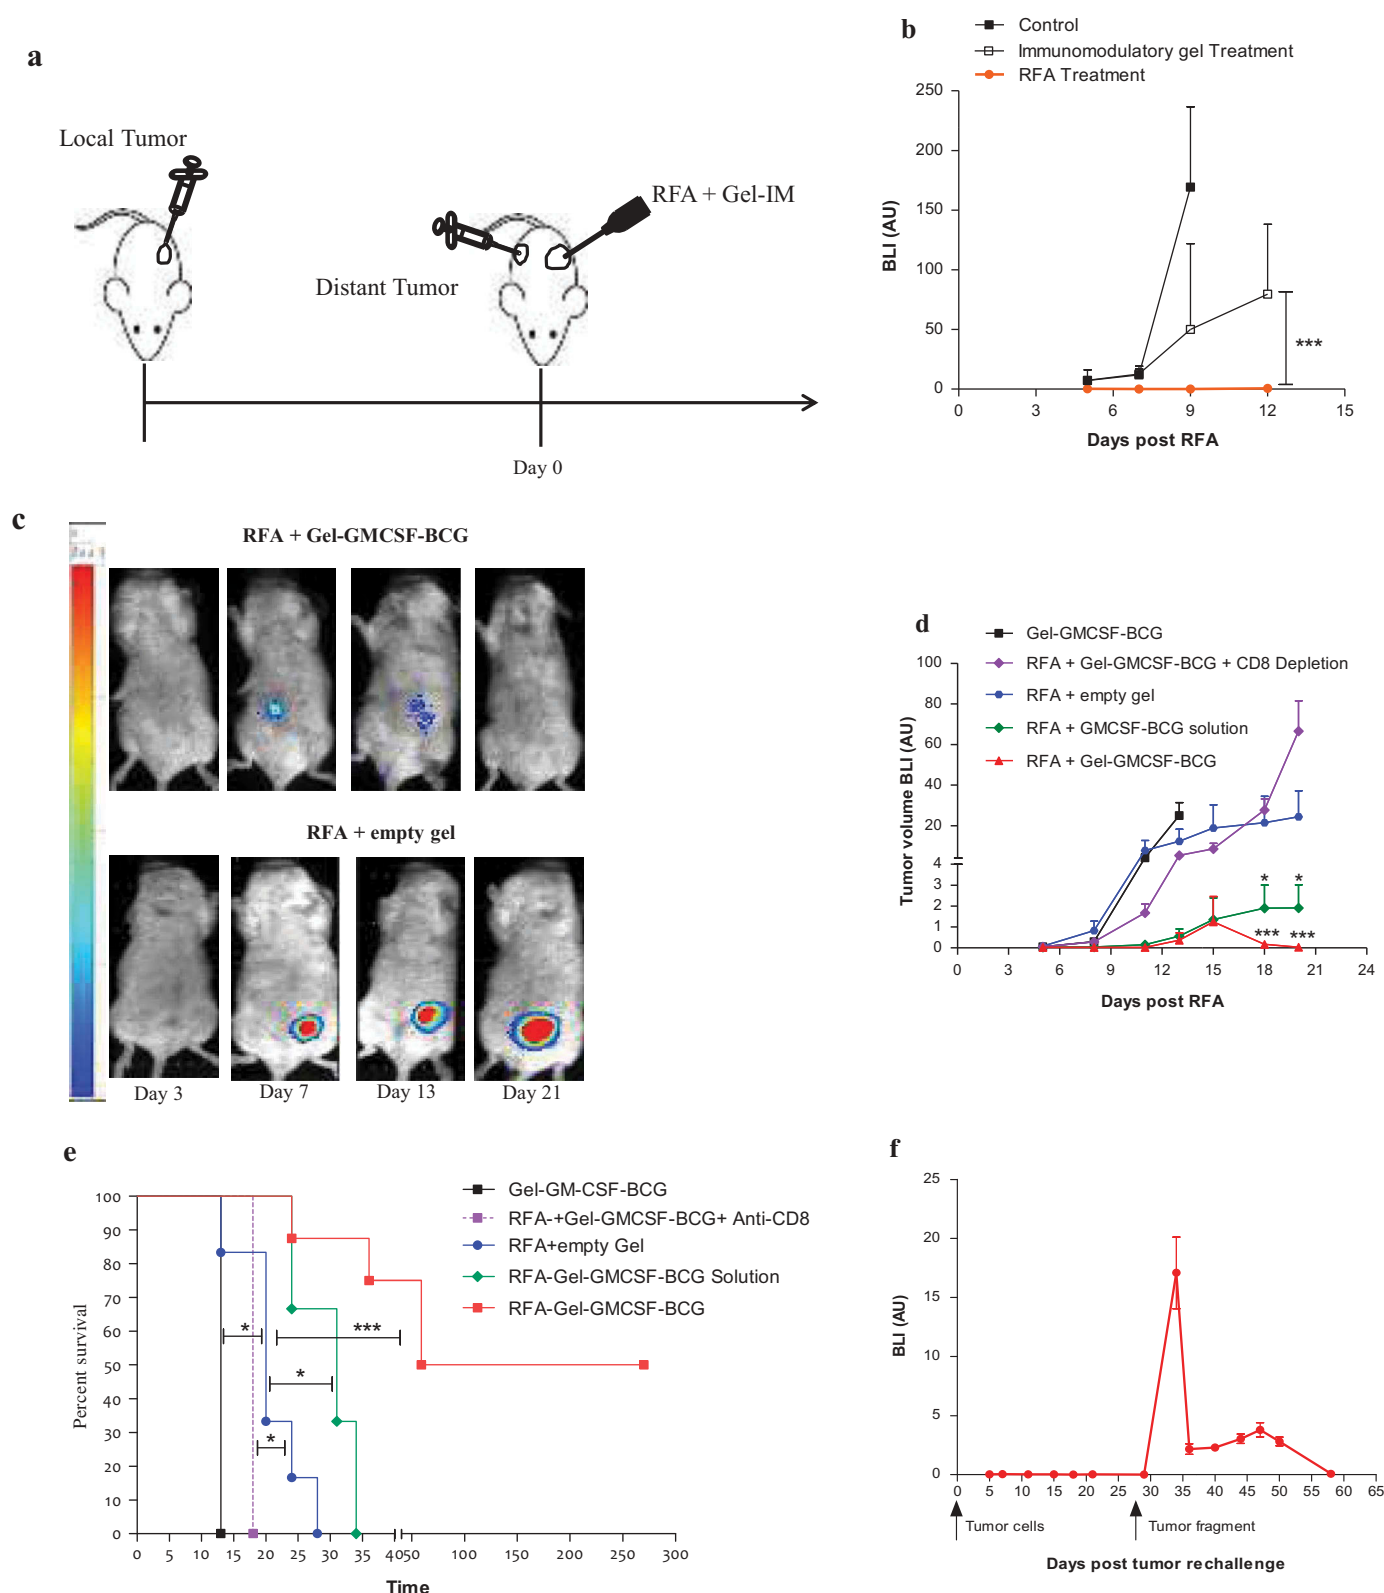 a
Local Tumor
RFA + Gel-IM
Distant Tumor
Day 0
b
Control
Immunomodulatory gel Treatment
RFA Treatment
250
200
150
100
50
0
BLI (AU)
***
0 3 6 9 12 15
Days post RFA
c
RFA + Gel-GMCSF-BCG
RFA + empty gel
Day 3 Day 7 Day 13 Day 21
d
Gel-GMCSF-BCG
RFA + Gel-GMCSF-BCG + CD8 Depletion
RFA + empty gel
RFA + GMCSF-BCG solution
RFA + Gel-GMCSF-BCG
100
80
60
40
20
4
3
2
1
0
Tumor volume BLI (AU)
* *
*** ***
0 3 6 9 12 15 18 21 24
Days post RFA
e
Gel-GM-CSF-BCG
RFA-+Gel-GMCSF-BCG+ Anti-CD8
RFA+empty Gel
RFA-Gel-GMCSF-BCG Solution
RFA-Gel-GMCSF-BCG
100
90
80
70
60
50
40
30
20
10
0
Percent survival
* ***
*
*
0 5 10 15 20 25 30 35 40 50 100 150 200 250 300
Time
f
25
20
15
10
5
0
BLI (AU)
0 5 10 15 20 25 30 35 40 45 50 55 60 65
Tumor cells Tumor fragment
Days post tumor rechallenge